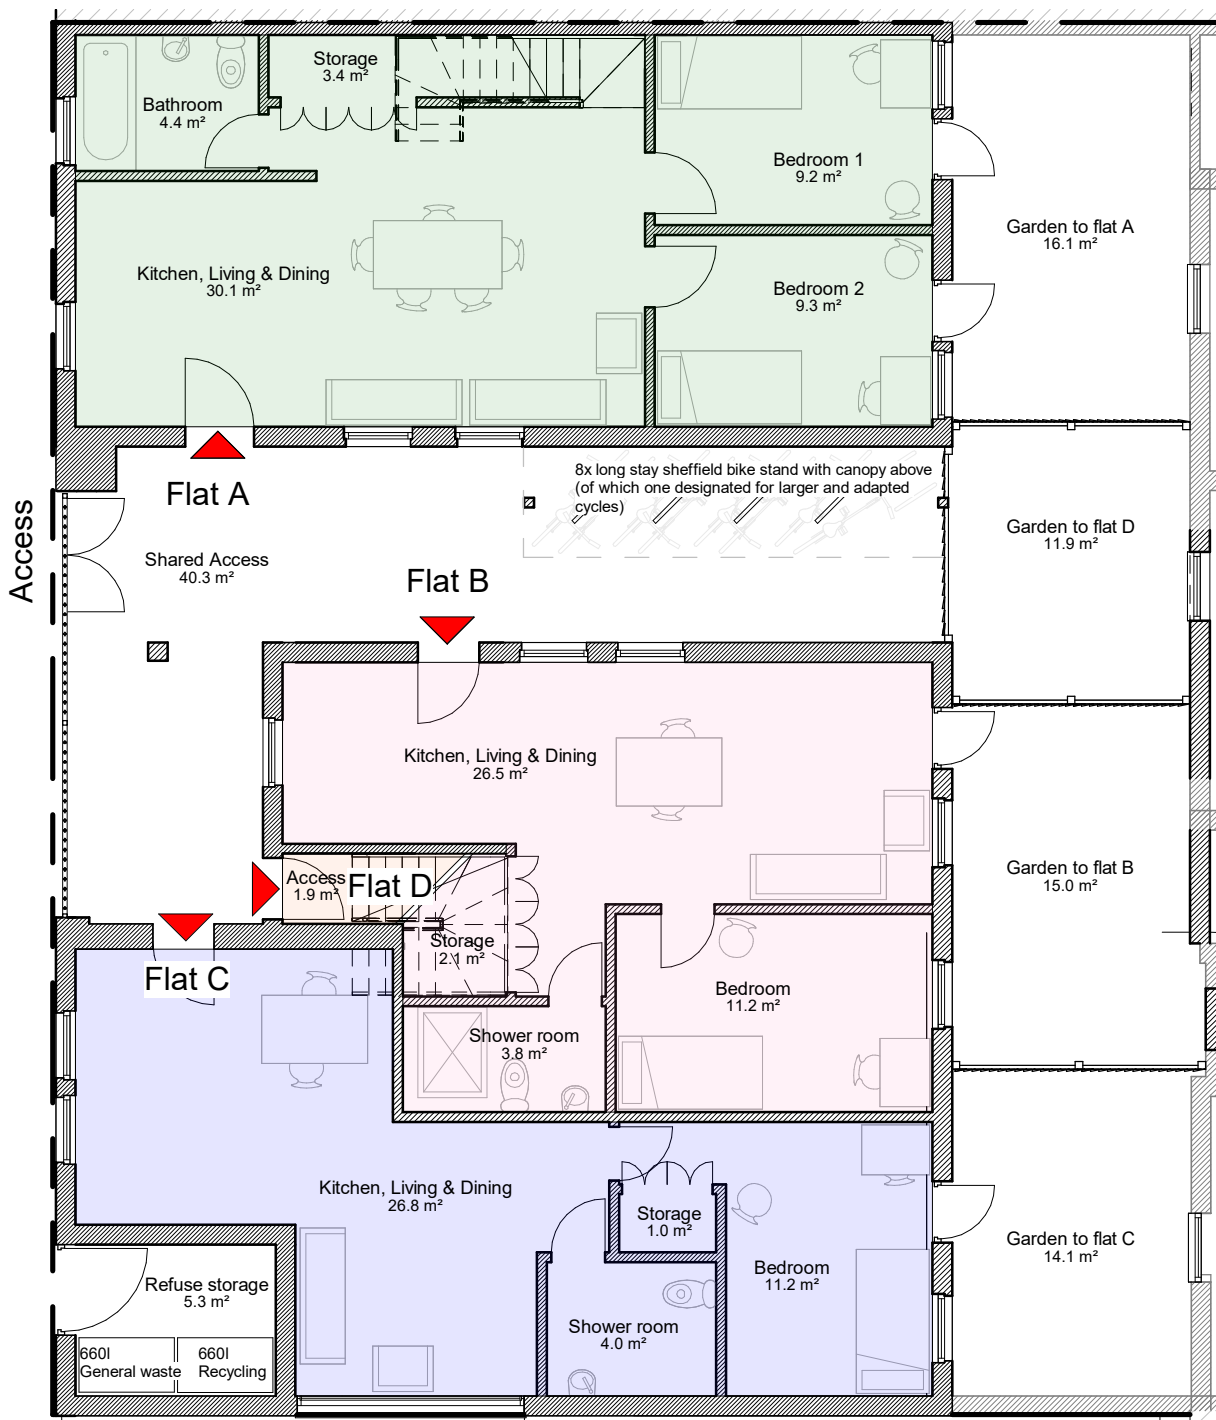 Storage
3.4 m²
Bathroom
4.4 m²
Bedroom 1
9.2 m²
Garden to flat A
16.1 m²
Kitchen, Living & Dining
30.1 m²
Bedroom 2
9.3 m²
Flat A
8x long stay sheffield bike stand with canopy above
(of which one designated for larger and adapted
cycles)
Access
Shared Access
40.3 m²
Flat B
Garden to flat D
11.9 m²
Kitchen, Living & Dining
26.5 m²
Access
1.9 m²
Flat D
Garden to flat B
15.0 m²
Storage
2.1 m²
Flat C
Bedroom
11.2 m²
Shower room
3.8 m²
Kitchen, Living & Dining
26.8 m²
Storage
1.0 m²
Garden to flat C
14.1 m²
Bedroom
11.2 m²
Refuse storage
5.3 m²
Shower room
4.0 m²
660l
General waste
660l
Recycling